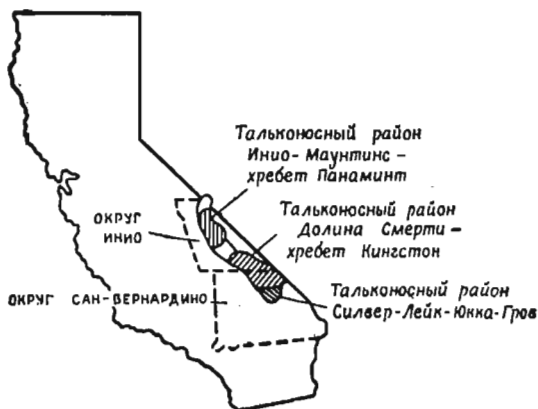 Тальконосный район
Инио-Маунтинс-
хребет Панаминт
ОКРУГ
ИНИО
Тальконосный район
Долина Смерти-
хребет Кингстон
ОКРУГ САН-БЕРНАРДИНО
Тальконосный район
Силвер-Лейк-Юкка-Гров